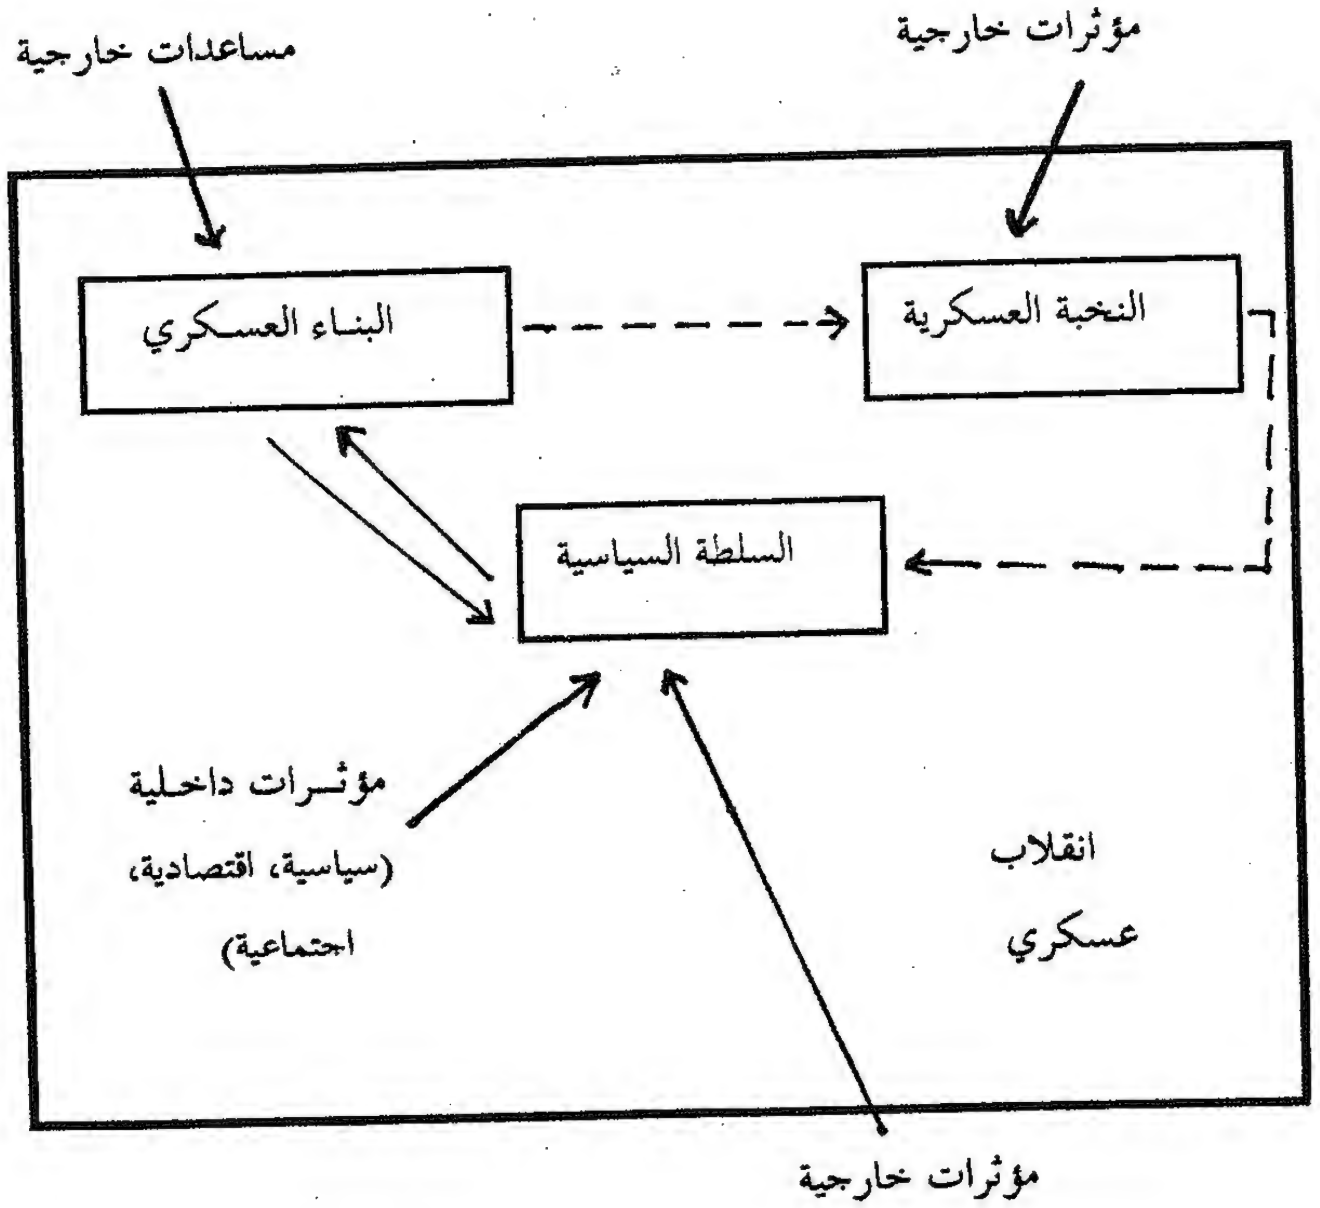 مؤثرات خارجية
مساعدات خارجية
النخبة العسكرية
البناء العسكري
السلطة السياسية
مؤثرات داخلية
(سياسية، اقتصادية،
اجتماعية)
انقلاب
عسكري
مؤثرات خارجية